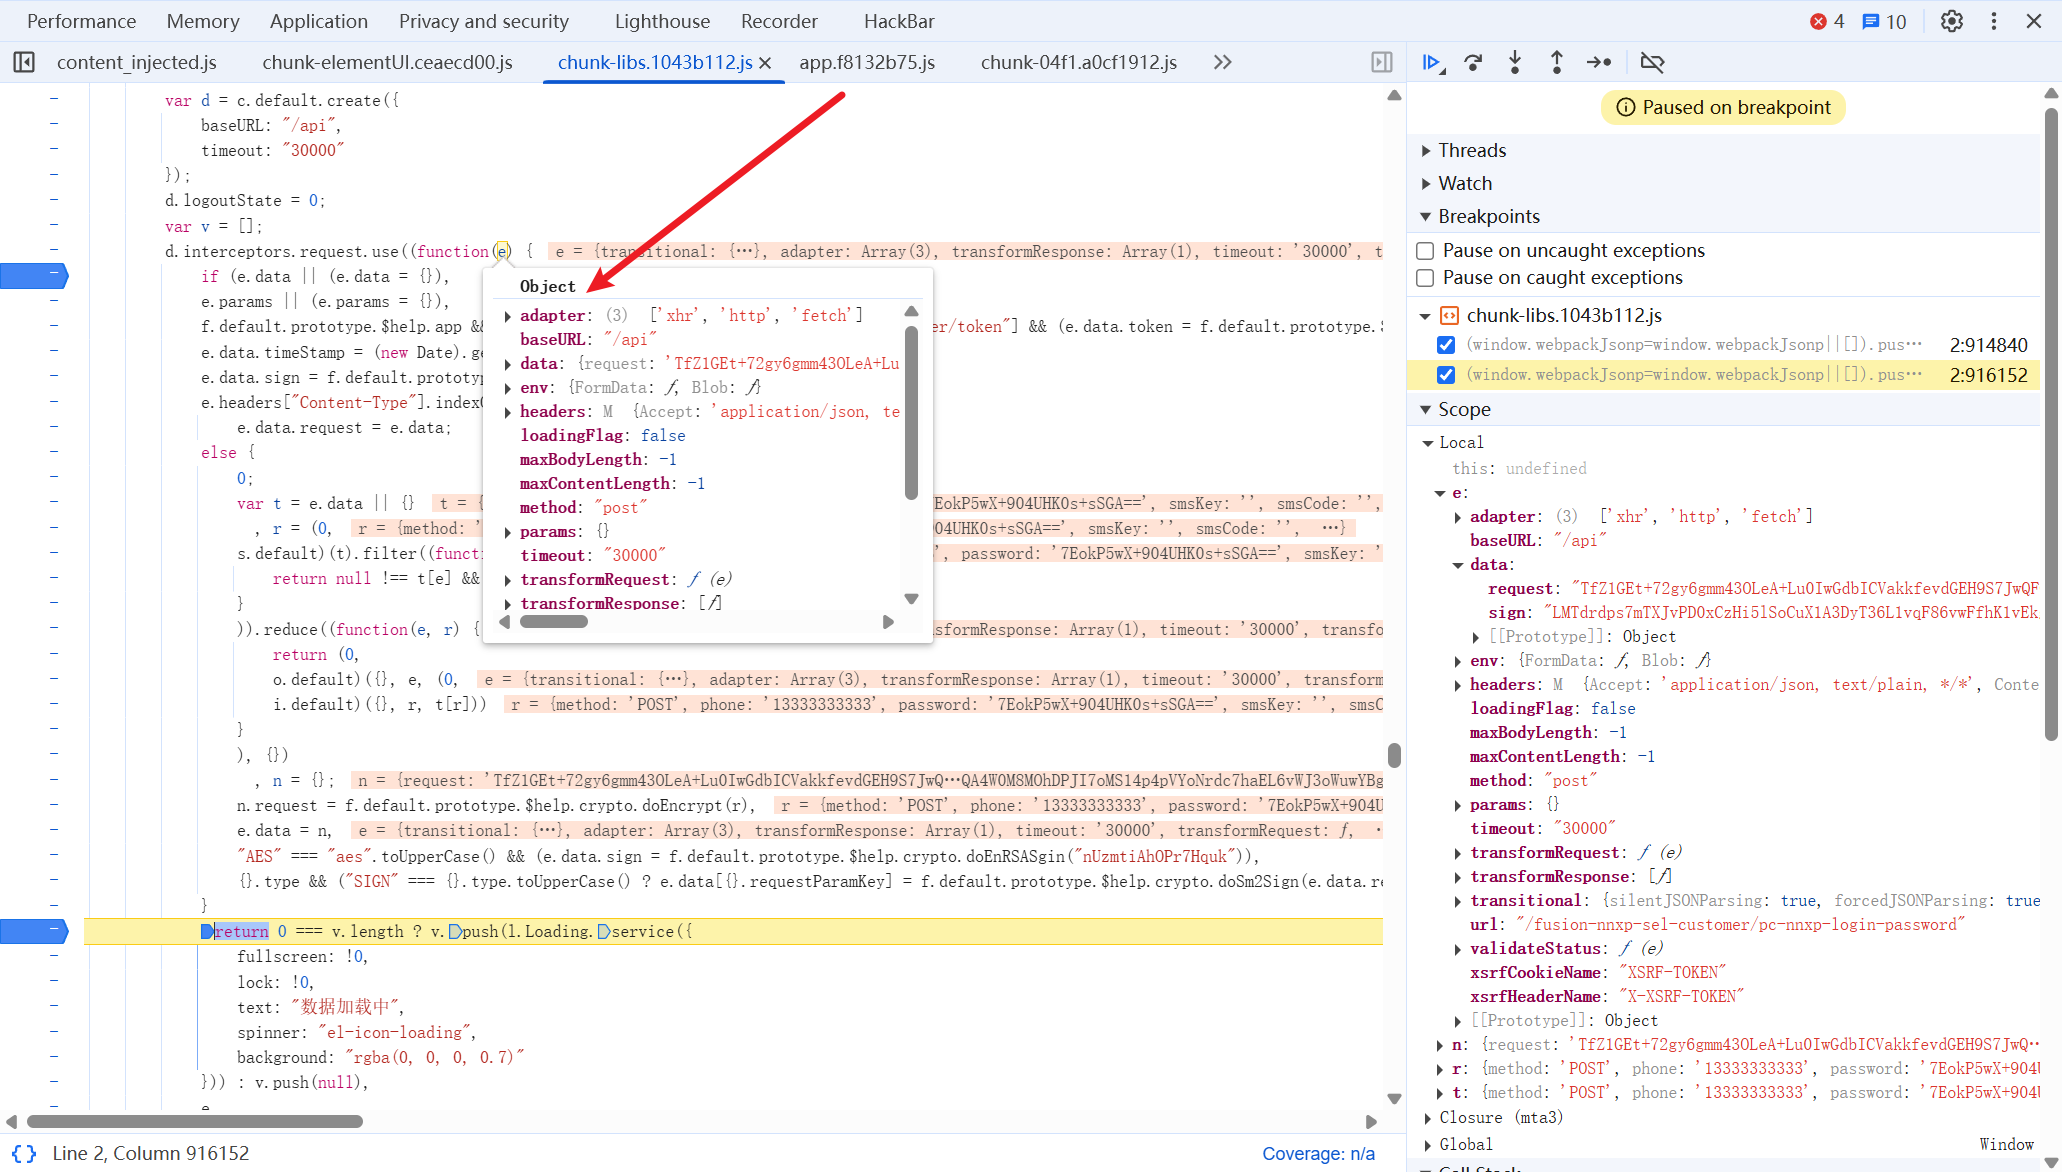 Performance Memory Application Privacy and security Lighthouse Recorder HackBar 4 10
content_injected.js chunk-elementUI.ceaecd00.js chunk-libs.1043b112.js app.f8132b75.js chunk-04f1.a0cf1912.js
var d = c.default.create({
baseURL: "/api",
timeout: "30000"
});
d.logoutState = 0;
var v = [];
d.interceptors.request.use((function(e) { e = {transitional: {…}, adapter: Array(3), transformResponse: Array(1), timeout: '30000', t
if (e.data || (e.data = {}),
e.params || (e.params = {}),
f.default.prototype.$help.app && er/token"] && (e.data.token = f.default.prototype.$
e.data.timeStamp = (new Date).ge
e.data.sign = f.default.prototyp
e.headers["Content-Type"].index
e.data.request = e.data;
else {
0;
var t = e.data || {} t = { EokP5wX+904UHK0s+sSGA==', smsKey: '', smsCode: '',
, r = (0, r = {method: ' 04UHK0s+sSGA==', smsKey: '', smsCode: '', …}
s.default)(t).filter((functi , password: '7EokP5wX+904UHK0s+sSGA==', smsKey: '
return null !== t[e] &&
}
)).reduce((function(e, r) { sformResponse: Array(1), timeout: '30000', transfo
return (0,
o.default)({}, e, (0, e = {transitional: {…}, adapter: Array(3), transformResponse: Array(1), timeout: '30000', transform
i.default)({}, r, t[r])) r = {method: 'POST', phone: '13333333333', password: '7EokP5wX+904UHK0s+sSGA==', smsKey: '', smsC
}
), {})
, n = {}; n = {request: 'TfZ1GEt+72gy6gmm43OLeA+Lu0IwGdbICVakkfevdGEH9S7JwQ…QA4W0M8MOhDPJI7oMS14p4pVYoNrdc7haEL6vWJ3oWuwYBg
n.request = f.default.prototype.$help.crypto.doEncrypt(r), r = {method: 'POST', phone: '13333333333', password: '7EokP5wX+904U
e.data = n, e = {transitional: {…}, adapter: Array(3), transformResponse: Array(1), timeout: '30000', transformRequest: ƒ, …
"AES" === "aes".toUpperCase() && (e.data.sign = f.default.prototype.$help.crypto.doEnRSASgin("nUzmtiAhOPr7Hquk")),
{}.type && ("SIGN" === {}.type.toUpperCase() ? e.data[{}.requestParamKey] = f.default.prototype.$help.crypto.doSm2Sign(e.data.re
}
return 0 === v.length ? v.push(l.Loading.service({
fullscreen: !0,
lock: !0,
text: "数据加载中",
spinner: "el-icon-loading",
background: "rgba(0, 0, 0, 0.7)"
})) : v.push(null),
e
Object
adapter: (3) ['xhr', 'http', 'fetch']
baseURL: "/api"
data: {request: 'TfZ1GEt+72gy6gmm43OLeA+Lu
env: {FormData: ƒ, Blob: ƒ}
headers: M {Accept: 'application/json, te
loadingFlag: false
maxBodyLength: -1
maxContentLength: -1
method: "post"
params: {}
timeout: "30000"
transformRequest: ƒ (e)
transformResponse: [ƒ]
{} Line 2, Column 916152 Coverage: n/a
Paused on breakpoint
Threads
Watch
Breakpoints
Pause on uncaught exceptions
Pause on caught exceptions
chunk-libs.1043b112.js
(window.webpackJsonp=window.webpackJsonp||[]).pus… 2:914840
(window.webpackJsonp=window.webpackJsonp||[]).pus… 2:916152
Scope
Local
this: undefined
e:
adapter: (3) ['xhr', 'http', 'fetch']
baseURL: "/api"
data:
request: "TfZ1GEt+72gy6gmm43OLeA+Lu0IwGdbICVakkfevdGEH9S7JwQF
sign: "LMTdrdps7mTXJvPD0xCzHi5lSoCuX1A3DyT36L1vqF86vwFfhK1vEk
[[Prototype]]: Object
env: {FormData: ƒ, Blob: ƒ}
headers: M {Accept: 'application/json, text/plain, */*', Conte
loadingFlag: false
maxBodyLength: -1
maxContentLength: -1
method: "post"
params: {}
timeout: "30000"
transformRequest: ƒ (e)
transformResponse: [ƒ]
transitional: {silentJSONParsing: true, forcedJSONParsing: true
url: "/fusion-nnxp-sel-customer/pc-nnxp-login-password"
validateStatus: ƒ (e)
xsrfCookieName: "XSRF-TOKEN"
xsrfHeaderName: "X-XSRF-TOKEN"
[[Prototype]]: Object
n: {request: 'TfZ1GEt+72gy6gmm43OLeA+Lu0IwGdbICVakkfevdGEH9S7JwQ…
r: {method: 'POST', phone: '13333333333', password: '7EokP5wX+904U
t: {method: 'POST', phone: '13333333333', password: '7EokP5wX+904U
Closure (mta3)
Global Window
Call Stack